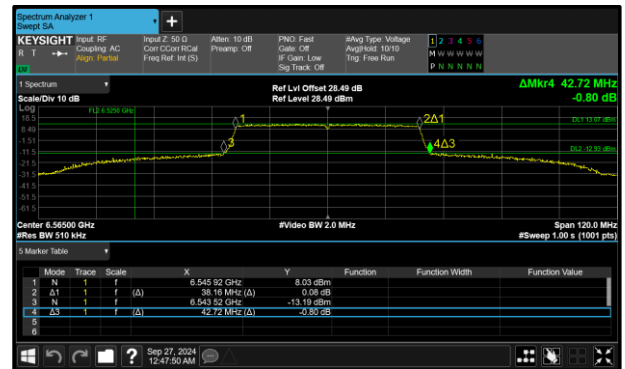 Spectrum Analyzer 1
Swept SA
+
KEYSIGHT Input: RF Input Z: 50 Ω Atten: 10 dB PNO: Fast #Avg Type: Voltage 1 2 3 4 5 6
R T Coupling: AC Corr CCorr RCal Preamp: Off Gate: Off Avg|Hold: 10/10 M W W W W W
Align: Partial Freq Ref: Int (S) IF Gain: Low Trig: Free Run
Sig Track: Off P N N N N N
1 Spectrum Ref Lvl Offset 28.49 dB ΔMkr4 42.72 MHz
Scale/Div 10 dB Ref Level 28.49 dBm -0.80 dB
Log
18.5 1 2Δ1 DL1 13.07 dBm
8.49
-1.51
-11.5 3 4Δ3 DL2 -12.93 dBm
-21.5
-31.5
-41.5
-51.5
-61.5
Center 6.56500 GHz #Video BW 2.0 MHz Span 120.0 MHz
#Res BW 510 kHz #Sweep 1.00 s (1001 pts)
5 Marker Table
Mode Trace Scale X Y Function Function Width Function Value
1 N 1 f 6.545 92 GHz 8.03 dBm
2 Δ1 1 f (Δ) 38.16 MHz (Δ) 0.08 dB
3 N 1 f 6.543 52 GHz -13.19 dBm
4 Δ3 1 f (Δ) 42.72 MHz (Δ) -0.80 dB
5
6
? Sep 27, 2024
12:47:50 AM